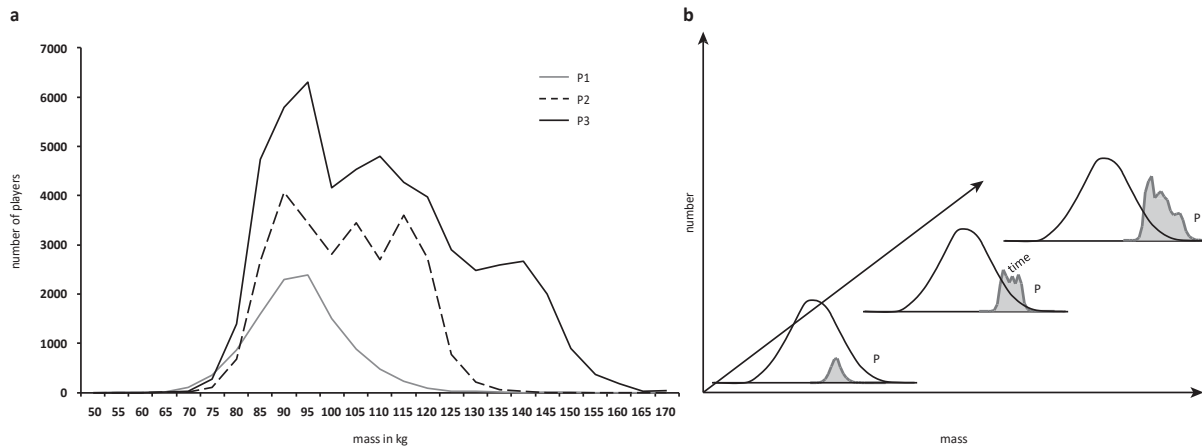 a
7000
6000
5000
4000
3000
2000
1000
0
number of players
50 55 60 65 70 75 80 85 90 95 100 105 110 115 120 125 130 135 140 145 150 155 160 165 170
mass in kg
P1
P2
P3
b
number
time
P
P
P
mass